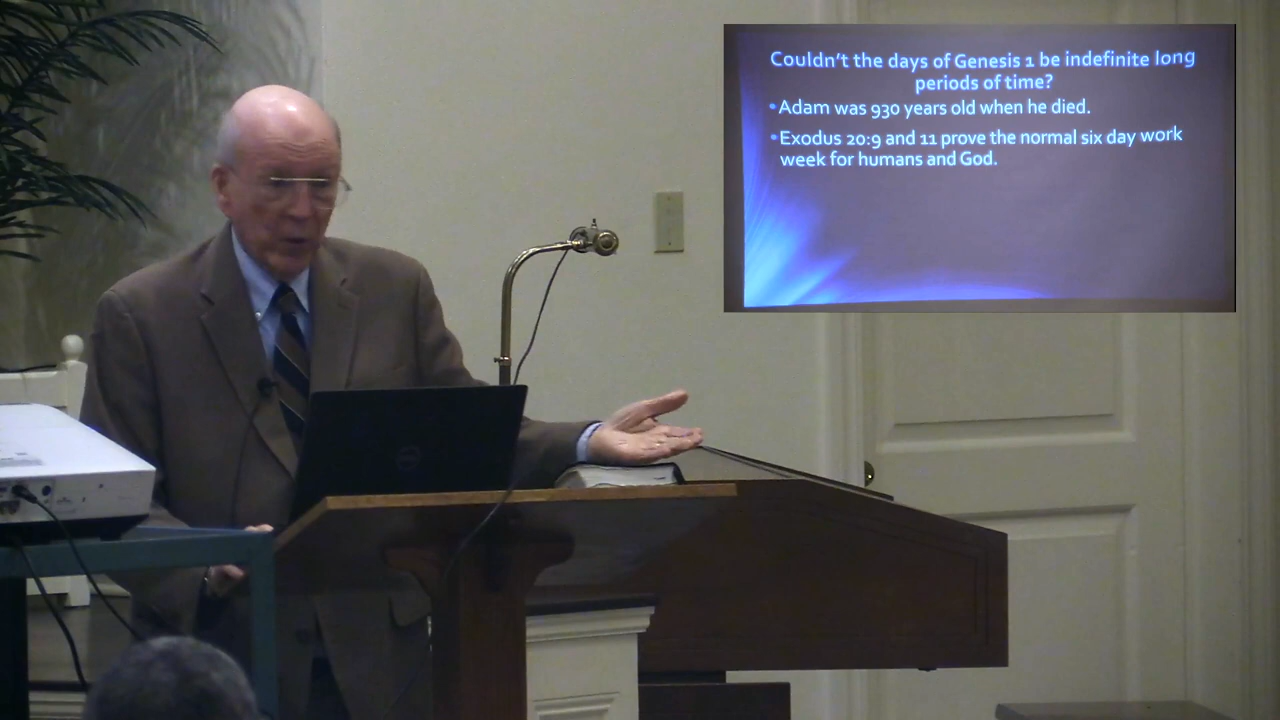 Couldn't the days of Genesis 1 be indefinite long
periods of time?
•Adam was 930 years old when he died.
•Exodus 20:9 and 11 prove the normal six day work
week for humans and God.